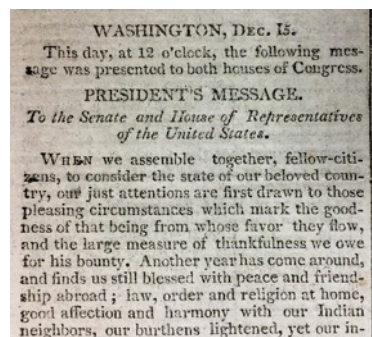 WASHINGTON, DEC. 15.
This day, at 12 o'clock, the following mes-
sage was presented to both houses of Congress.
PRESIDENT'S MESSAGE.
To the Senate and House of Representatives
of the United States.
WHEN we assemble together, fellow-citi-
zens, to consider the state of our beloved coun-
try, our just attentions are first drawn to those
pleasing circumstances which mark the good-
ness of that being from whose favor they flow,
and the large measure of thankfulness we owe
for his bounty. Another year has come around,
and finds us still blessed with peace and friend-
ship abroad ; law, order and religion at home,
good affection and harmony with our Indian
neighbors, our burthens lightened, yet our in-